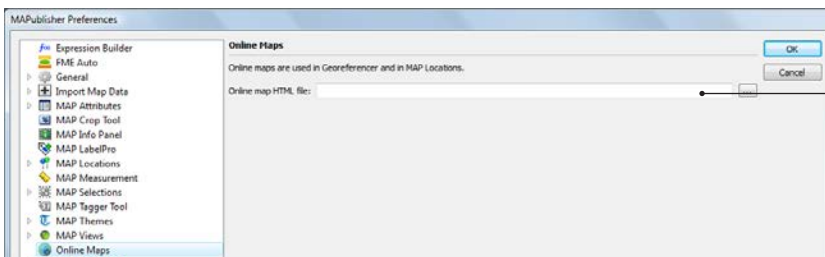 MAPublisher Preferences
Expression Builder
FME Auto
General
Import Map Data
MAP Attributes
MAP Crop Tool
MAP Info Panel
MAP LabelPro
MAP Locations
MAP Measurement
MAP Selections
MAP Tagger Tool
MAP Themes
MAP Views
Online Maps
Online Maps
Online maps are used in Georeferencer and in MAP Locations.
Online map HTML file:
...
OK
Cancel